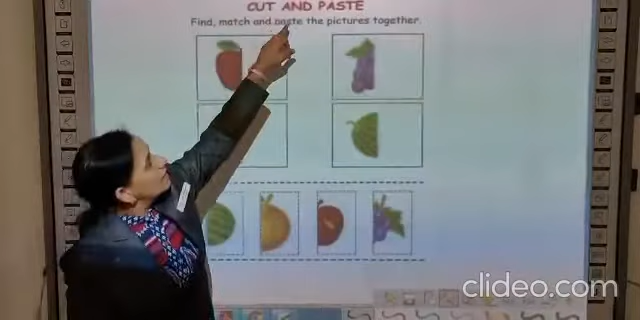 CUT AND PASTE
Find, match and paste the pictures together.
clideo.com